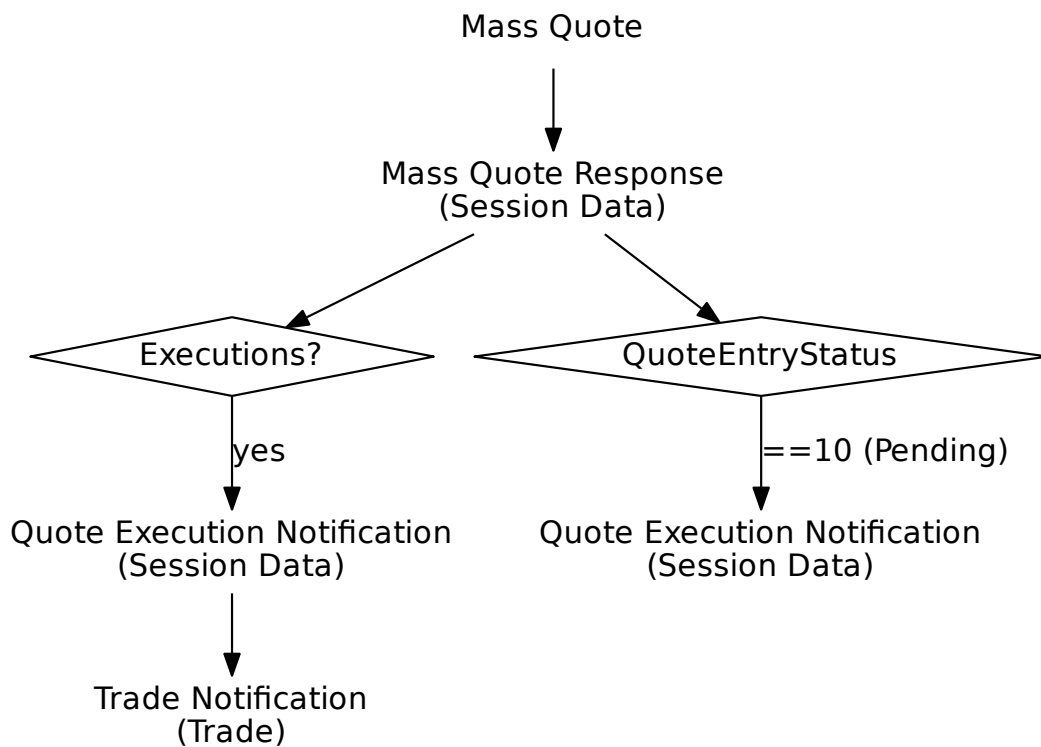 Mass Quote
Mass Quote Response
(Session Data)
Executions?
QuoteEntryStatus
yes
==10 (Pending)
Quote Execution Notification
(Session Data)
Quote Execution Notification
(Session Data)
Trade Notification
(Trade)